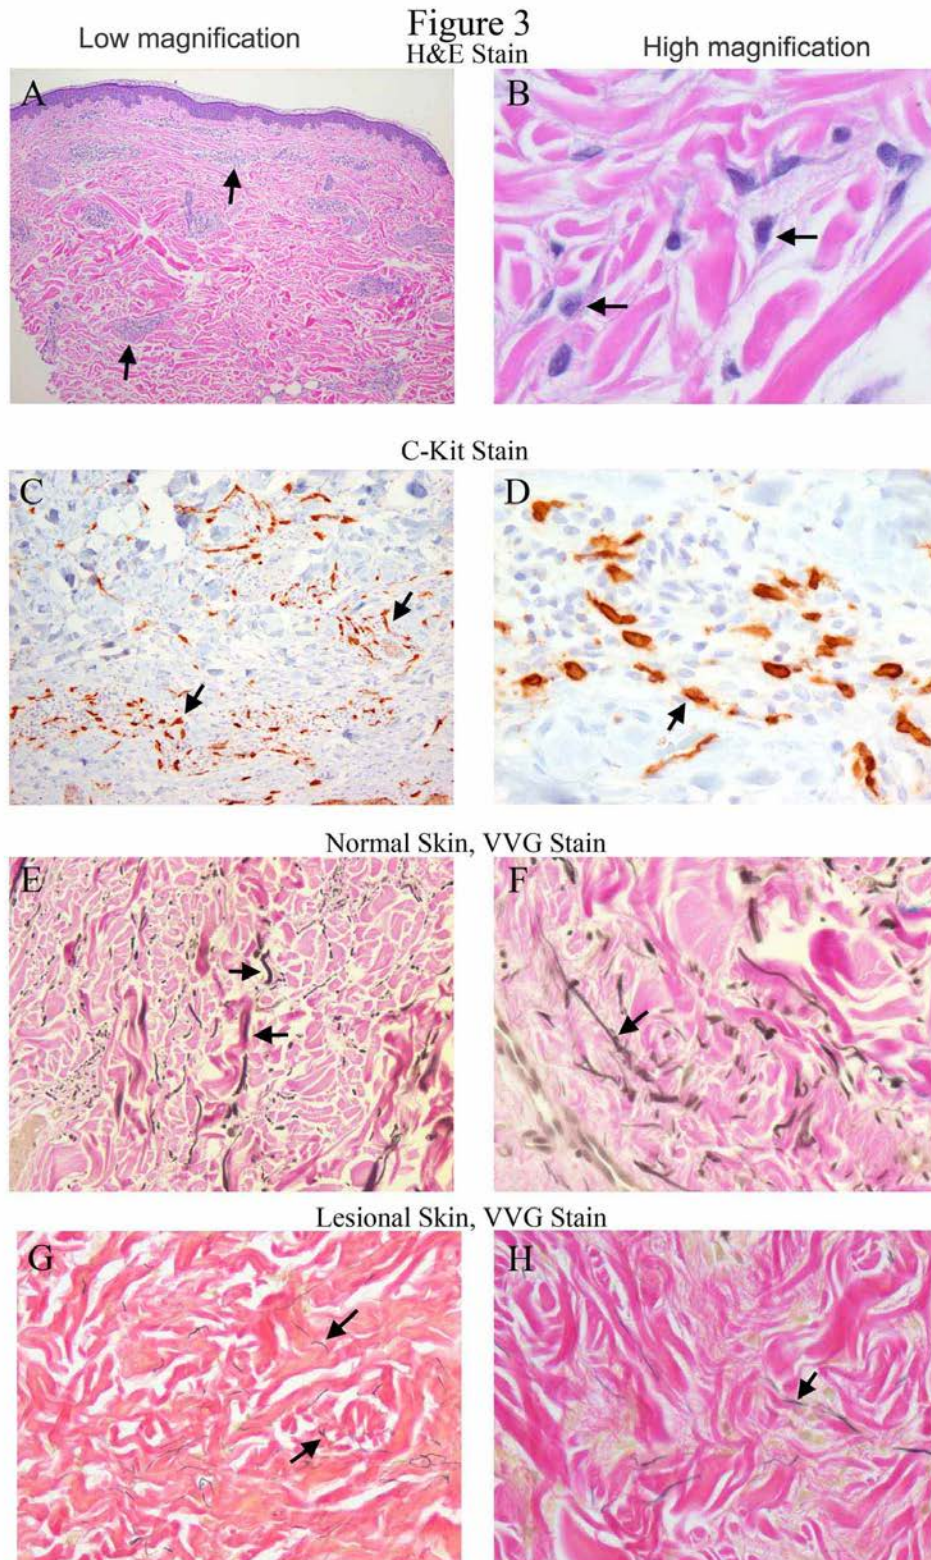 Figure 3
Low magnification
H&E Stain
High magnification
A
B
C-Kit Stain
C
D
Normal Skin, VVG Stain
E
F
Lesional Skin, VVG Stain
G
H